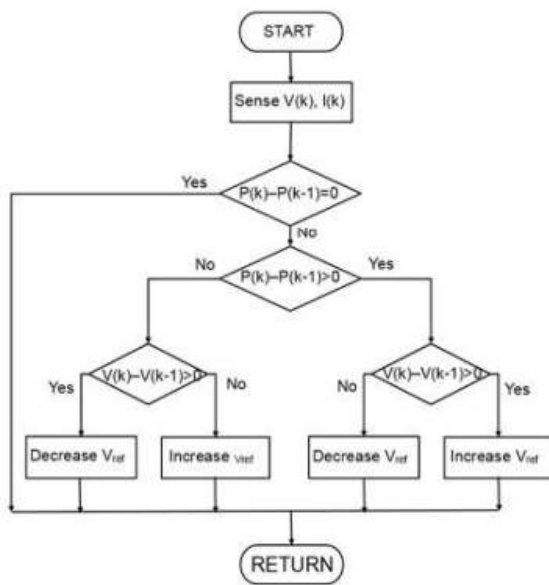 START
Sense V(k), I(k)
Yes
P(k)–P(k-1)=0
No
No
P(k)–P(k-1)>0
Yes
V(k)–V(k-1)>0
V(k)–V(k-1)>0
Yes
No
No
Yes
Decrease Vref
Increase Vref
Decrease Vref
Increase Vref
RETURN